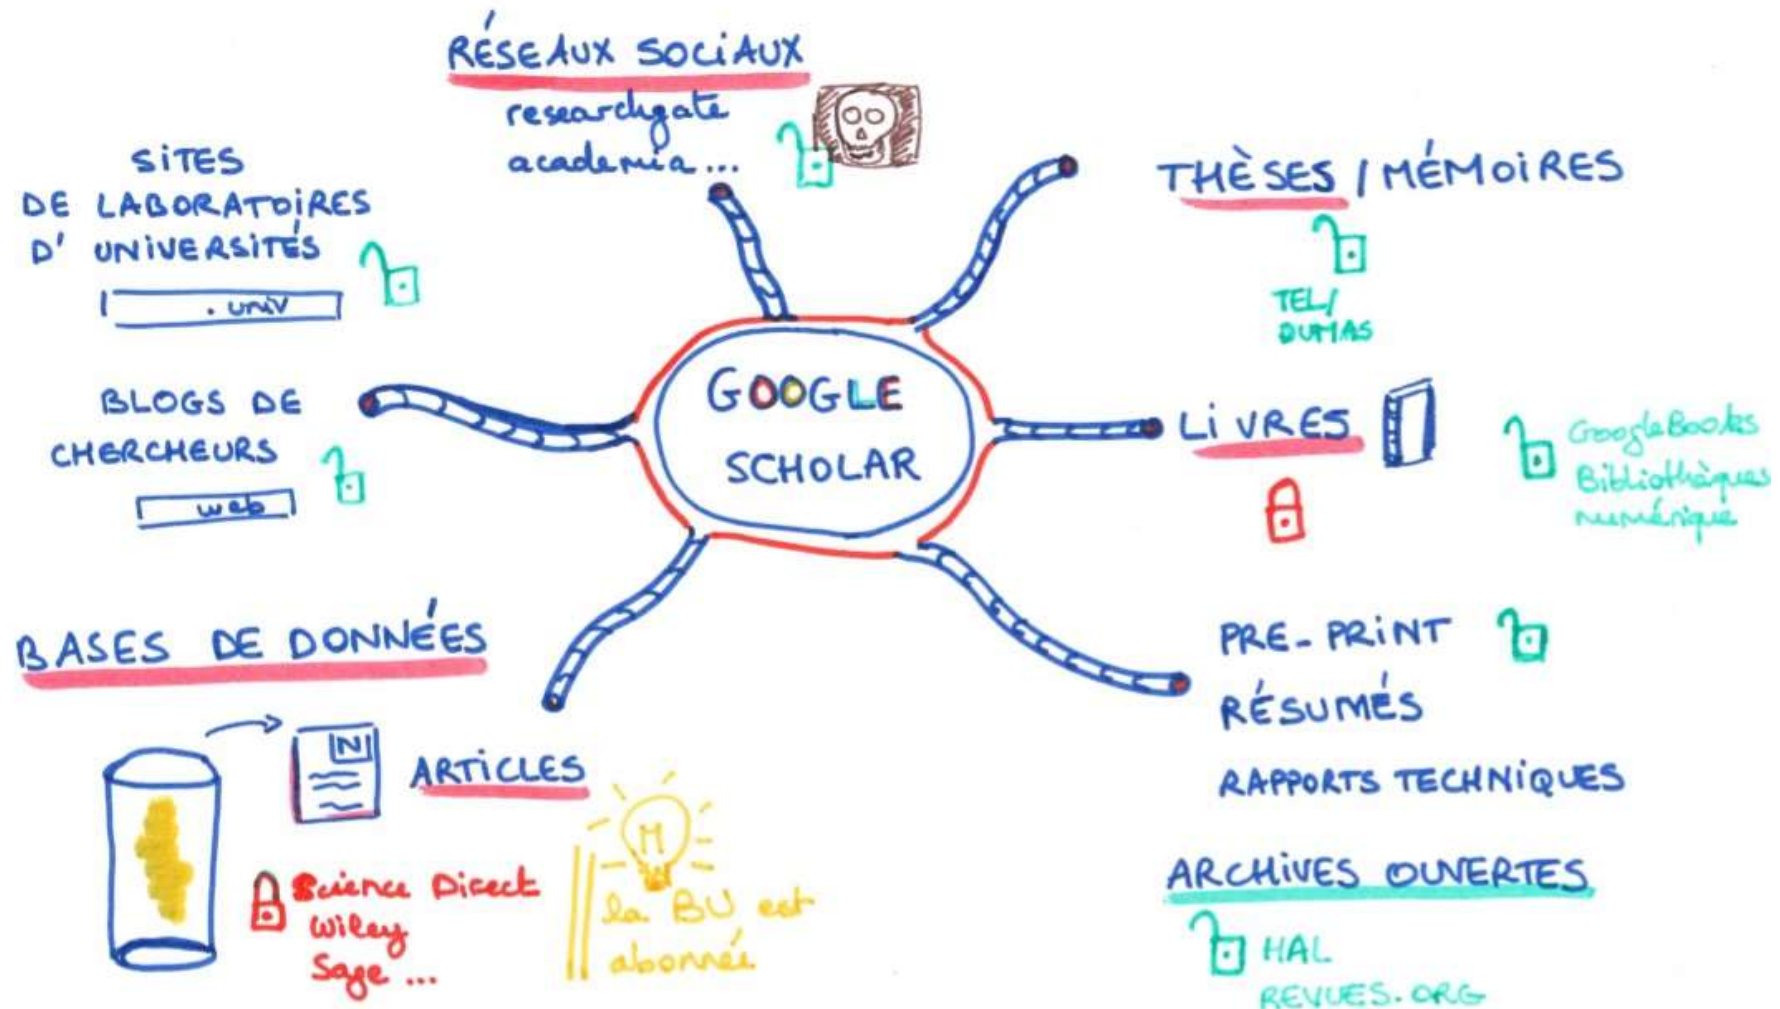 RÉSEAUX SOCIAUX
researchgate
academia...
SITES
DE LABORATOIRES
D' UNIVERSITÉS
. univ
BLOGS DE
CHERCHEURS
web
GOOGLE
SCHOLAR
THÈSES / MÉMOIRES
TEL/
DUMAS
LIVRES
GoogleBooks
Bibliothèques
numérique
PRE-PRINT
RÉSUMÉS
RAPPORTS TECHNIQUES
ARCHIVES OUVERTES
HAL
REVUES.ORG
BASES DE DONNÉES
N
ARTICLES
Science Direct
Wiley
Sage ...
M
la BU est
abonnée